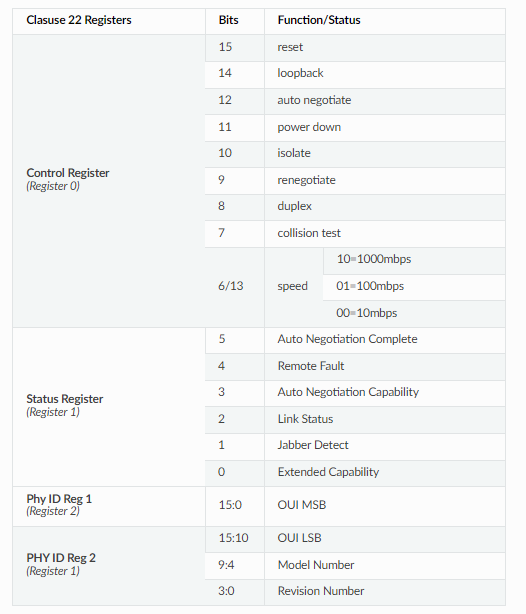 Clasuse 22 Registers Bits Function/Status
15 reset
14 loopback
12 auto negotiate
11 power down
10 isolate
Control Register
(Register 0)
9 renegotiate
8 duplex
7 collision test
6/13 speed
10=1000mbps
01=100mbps
00=10mbps
5 Auto Negotiation Complete
4 Remote Fault
3 Auto Negotiation Capability
Status Register
(Register 1)
2 Link Status
1 Jabber Detect
0 Extended Capability
Phy ID Reg 1
(Register 2)
15:0 OUI MSB
15:10 OUI LSB
PHY ID Reg 2
(Register 1)
9:4 Model Number
3:0 Revision Number